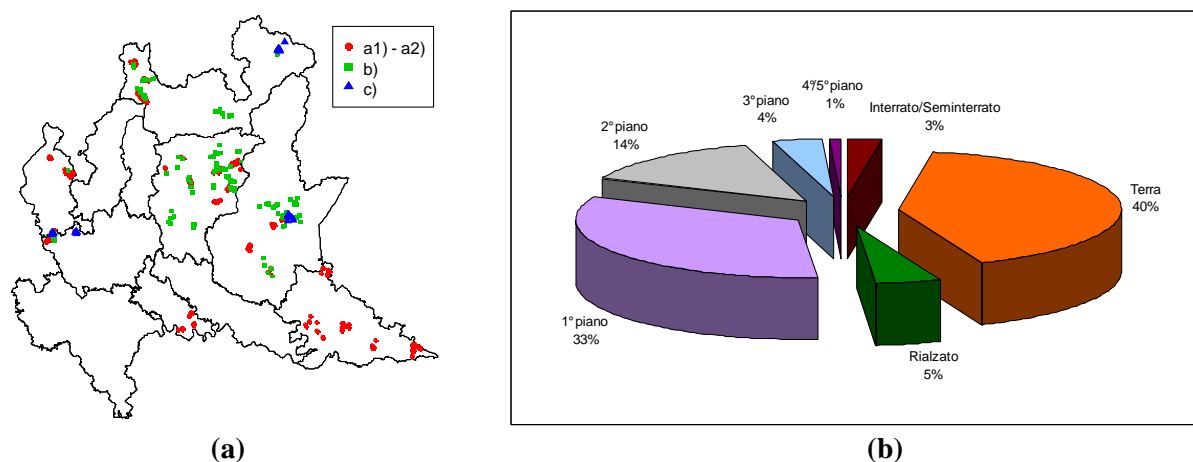 a1) - a2)
b)
c)
4°/5°piano
1%
3°piano
4%
Interrato/Seminterrato
3%
2°piano
14%
Terra
40%
1°piano
33%
Rialzato
5%
(a)
(b)